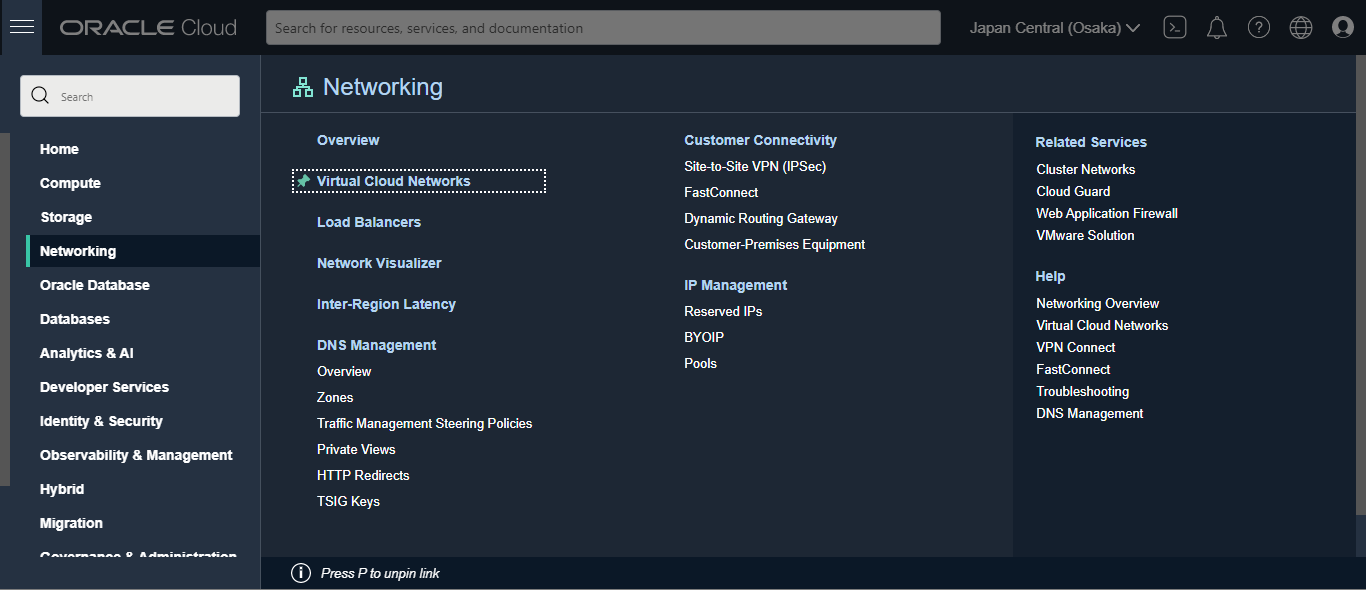 ORACLE Cloud
Search for resources, services, and documentation
Japan Central (Osaka)
Search
Home
Compute
Storage
Networking
Oracle Database
Databases
Analytics & AI
Developer Services
Identity & Security
Observability & Management
Hybrid
Migration
Governance & Administration
Networking
Overview
Virtual Cloud Networks
Load Balancers
Network Visualizer
Inter-Region Latency
DNS Management
Overview
Zones
Traffic Management Steering Policies
Private Views
HTTP Redirects
TSIG Keys
Customer Connectivity
Site-to-Site VPN (IPSec)
FastConnect
Dynamic Routing Gateway
Customer-Premises Equipment
IP Management
Reserved IPs
BYOIP
Pools
Related Services
Cluster Networks
Cloud Guard
Web Application Firewall
VMware Solution
Help
Networking Overview
Virtual Cloud Networks
VPN Connect
FastConnect
Troubleshooting
DNS Management
Press P to unpin link